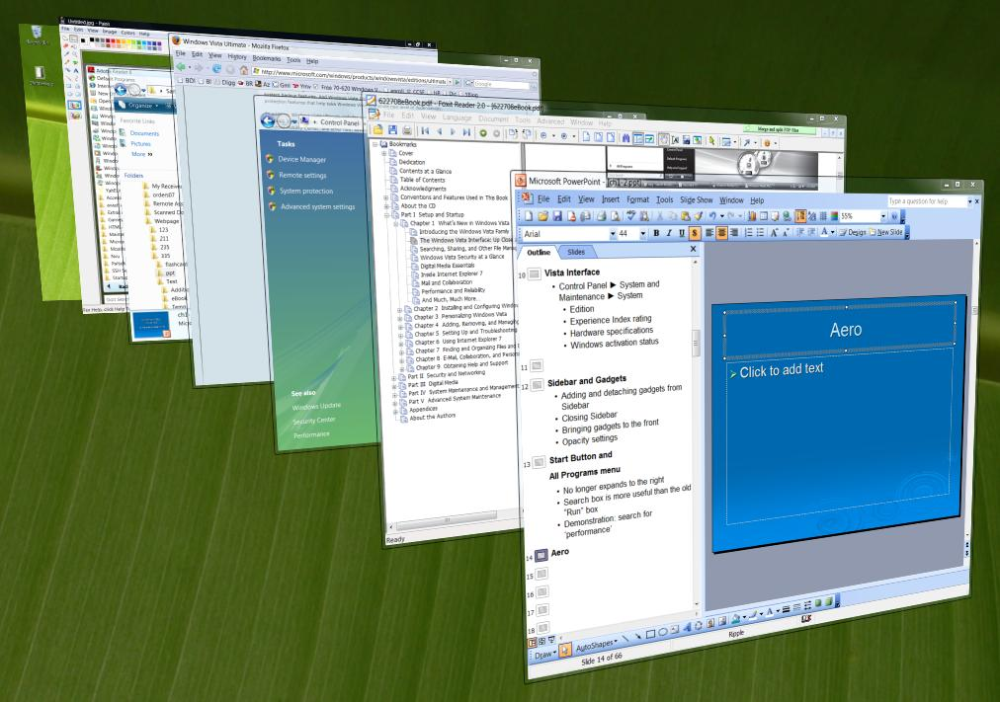 Untitled.jpg - Paint
File Edit View Image Colors Help
Default Programs
Organize
Favorite Links
Documents
Pictures
More »
Folders
My Receive
orders07
Remote Ass
Scanned Do
Webpage
123
211
235
335
flashcar
ppt
Text
Additio
eBook
Temp
For Help, click Help T
Windows Vista Ultimate - Mozilla Firefox
File Edit View History Bookmarks Tools Help
http://www.microsoft.com/windows/products/windowsvista/editions/ultimate
Google
Digg
Control Panel
Tasks
Device Manager
Remote settings
System protection
Advanced system settings
See also
Windows Update
Security Center
Performance
622708eBook.pdf - Foxit Reader 2.0 - [622708eBook.pdf]
File Edit View Language Document Tools Advanced Window Help
Merge and split PDF files
Bookmarks
Cover
Dedication
Contents at a Glance
Table of Contents
Acknowledgments
Conventions and Features Used in This Book
About the CD
Part I Setup and Startup
Chapter 1 What's New in Windows Vista
Introducing the Windows Vista Family
The Windows Vista Interface: Up Close
Searching, Sharing, and Other File Manag
Windows Vista Security at a Glance
Digital Media Essentials
Inside Internet Explorer 7
Mail and Collaboration
Performance and Reliability
And Much, Much More...
Chapter 2 Installing and Configuring Window
Chapter 3 Personalizing Windows Vista
Chapter 4 Adding, Removing, and Managing
Chapter 5 Setting Up and Troubleshooting
Chapter 6 Using Internet Explorer 7
Chapter 7 Finding and Organizing Files and
Chapter 8 E-Mail, Collaboration, and Person
Chapter 9 Obtaining Help and Support
Part II Security and Networking
Part III Digital Media
Part IV System Maintenance and Management
Part V Advanced System Maintenance
Appendices
About the Authors
Ready
Microsoft PowerPoint - [ch1-2.ppt]
File Edit View Insert Format Tools Slide Show Window Help
Type a question for help
55%
Arial 44 B I U S Design New Slide
Outline Slides X
10 Vista Interface
• Control Panel ► System and
Maintenance ► System
• Edition
• Experience Index rating
• Hardware specifications
• Windows activation status
11
12 Sidebar and Gadgets
• Adding and detaching gadgets from
Sidebar
• Closing Sidebar
• Bringing gadgets to the front
• Opacity settings
13 Start Button and
All Programs menu
• No longer expands to the right
• Search box is more useful than the old
"Run" box
• Demonstration: search for
'performance'
14 Aero
15
16
17
18
Aero
Click to add text
Draw AutoShapes
Slide 14 of 66
Ripple